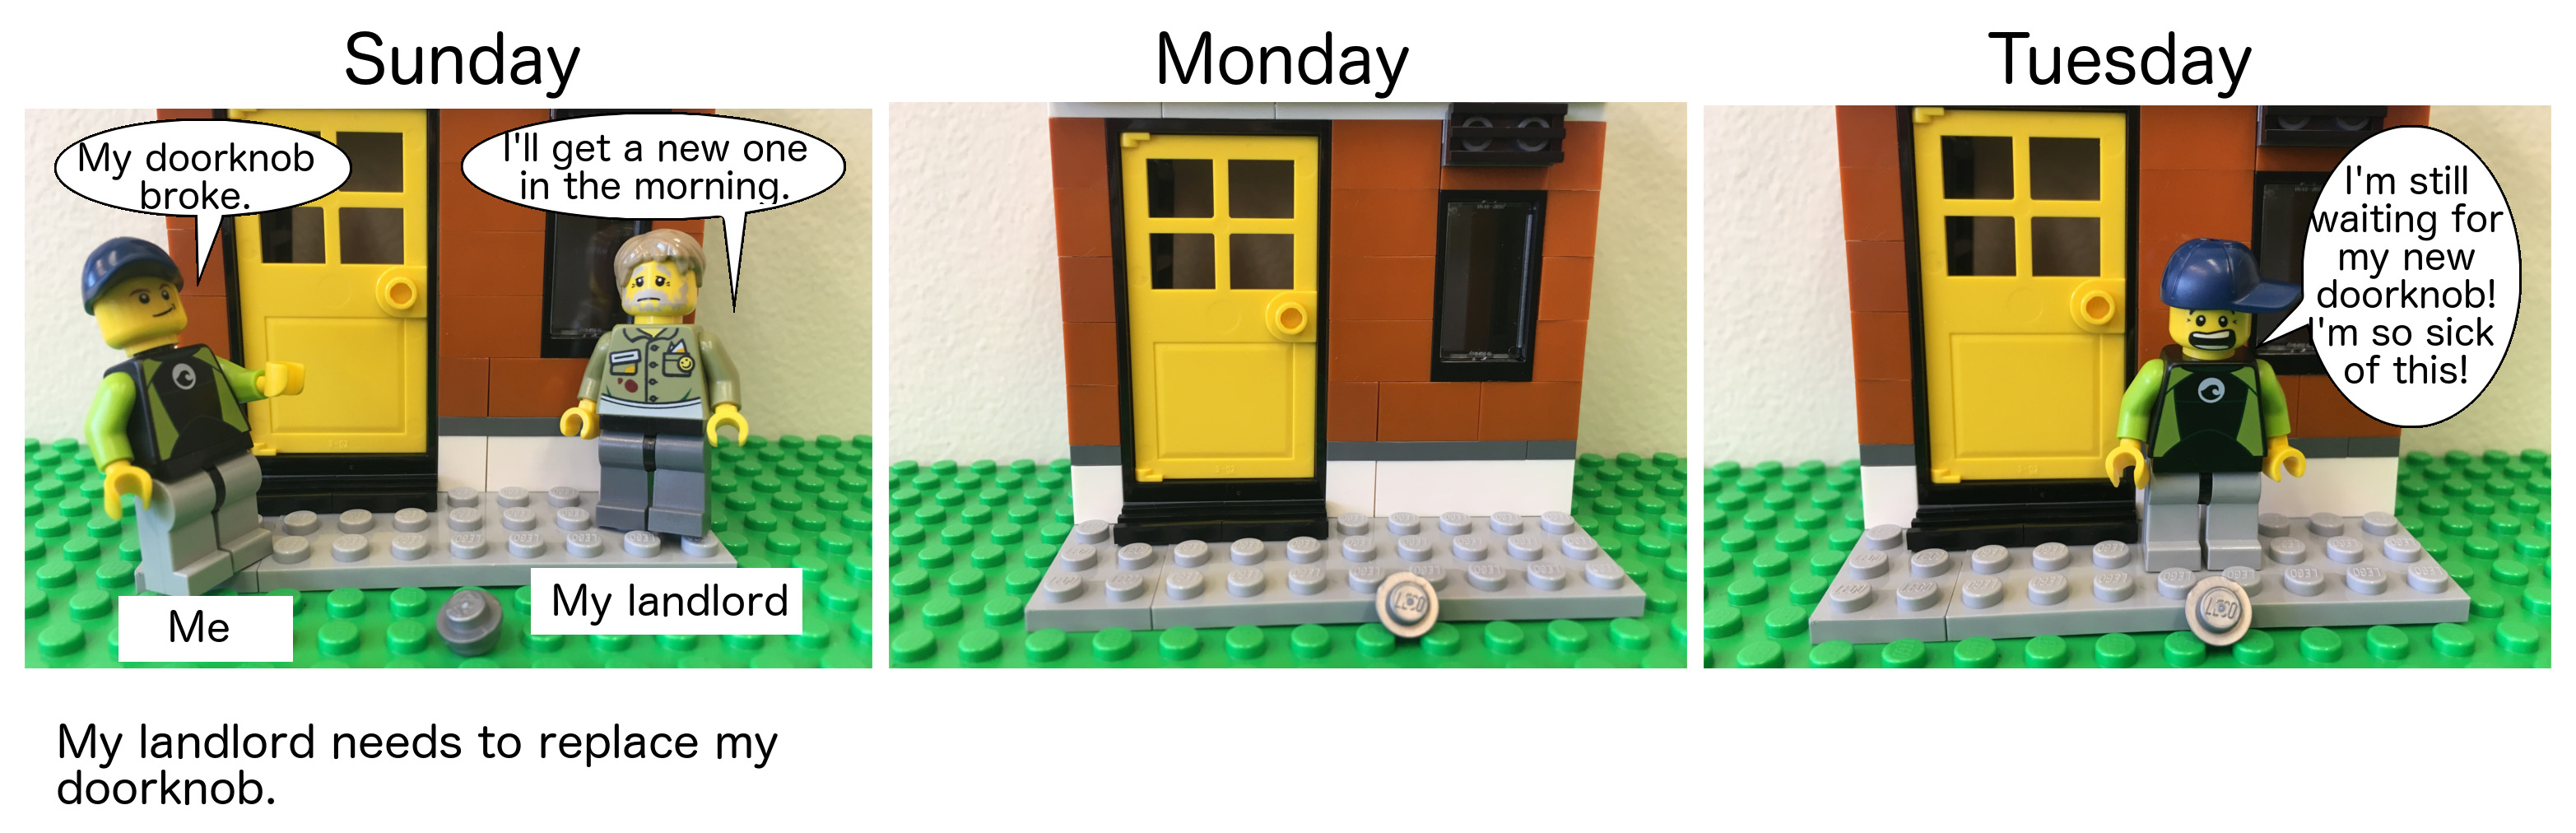 Sunday
Monday
Tuesday
My doorknob
broke.
I'll get a new one
in the morning.
I'm still
waiting for
my new
doorknob!
I'm so sick
of this!
Me
My landlord
My landlord needs to replace my
doorknob.